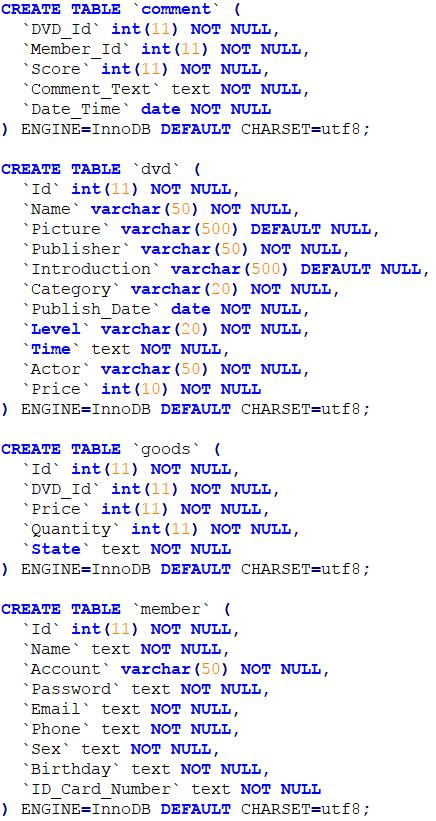 CREATE TABLE `comment` (
  `DVD_Id` int(11) NOT NULL,
  `Member_Id` int(11) NOT NULL,
  `Score` int(11) NOT NULL,
  `Comment_Text` text NOT NULL,
  `Date_Time` date NOT NULL
) ENGINE=InnoDB DEFAULT CHARSET=utf8;

CREATE TABLE `dvd` (
  `Id` int(11) NOT NULL,
  `Name` varchar(50) NOT NULL,
  `Picture` varchar(500) DEFAULT NULL,
  `Publisher` varchar(50) NOT NULL,
  `Introduction` varchar(500) DEFAULT NULL,
  `Category` varchar(20) NOT NULL,
  `Publish_Date` date NOT NULL,
  `Level` varchar(20) NOT NULL,
  `Time` text NOT NULL,
  `Actor` varchar(50) NOT NULL,
  `Price` int(10) NOT NULL
) ENGINE=InnoDB DEFAULT CHARSET=utf8;

CREATE TABLE `goods` (
  `Id` int(11) NOT NULL,
  `DVD_Id` int(11) NOT NULL,
  `Price` int(11) NOT NULL,
  `Quantity` int(11) NOT NULL,
  `State` text NOT NULL
) ENGINE=InnoDB DEFAULT CHARSET=utf8;

CREATE TABLE `member` (
  `Id` int(11) NOT NULL,
  `Name` text NOT NULL,
  `Account` varchar(50) NOT NULL,
  `Password` text NOT NULL,
  `Email` text NOT NULL,
  `Phone` text NOT NULL,
  `Sex` text NOT NULL,
  `Birthday` text NOT NULL,
  `ID_Card_Number` text NOT NULL
) ENGINE=InnoDB DEFAULT CHARSET=utf8;